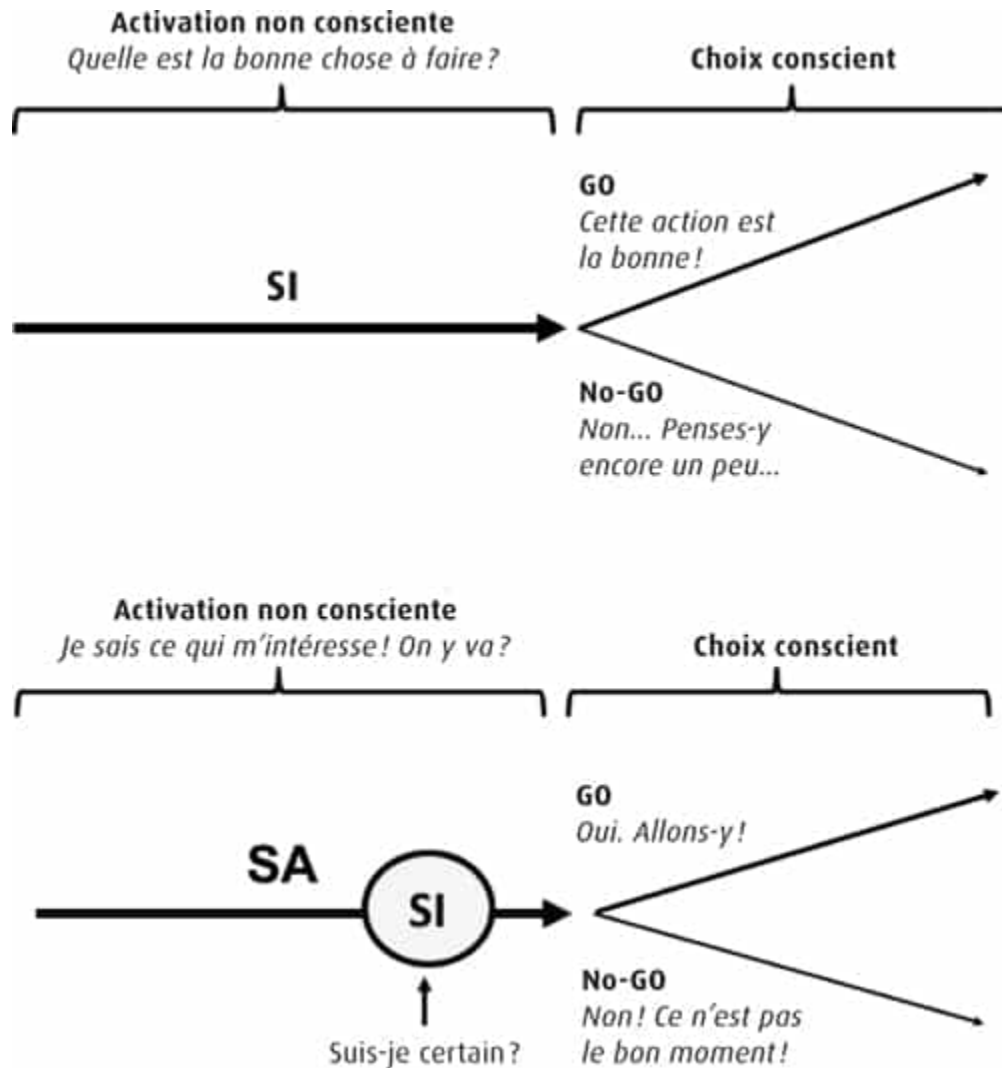 Activation non consciente
Quelle est la bonne chose à faire ?
Choix conscient
GO
Cette action est
la bonne !
SI
No-GO
Non... Penses-y
encore un peu...
Activation non consciente
Je sais ce qui m'intéresse ! On y va ?
Choix conscient
GO
Oui. Allons-y !
SA
SI
No-GO
Non ! Ce n'est pas
le bon moment !
Suis-je certain ?